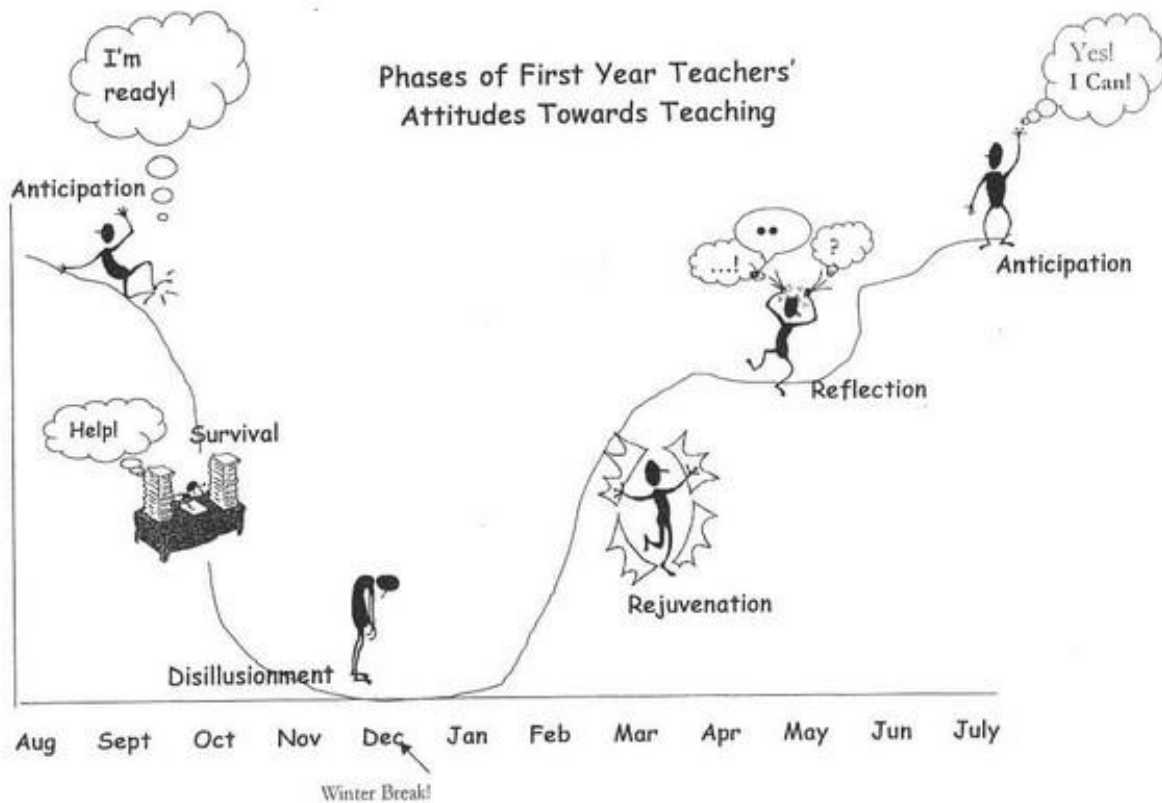 I'm
ready!
Phases of First Year Teachers'
Attitudes Towards Teaching
Yes!
I Can!
Anticipation
...!
••
?
Anticipation
Help!
Survival
Reflection
Rejuvenation
Disillusionment
Aug Sept Oct Nov Dec Jan Feb Mar Apr May Jun July
Winter Break!